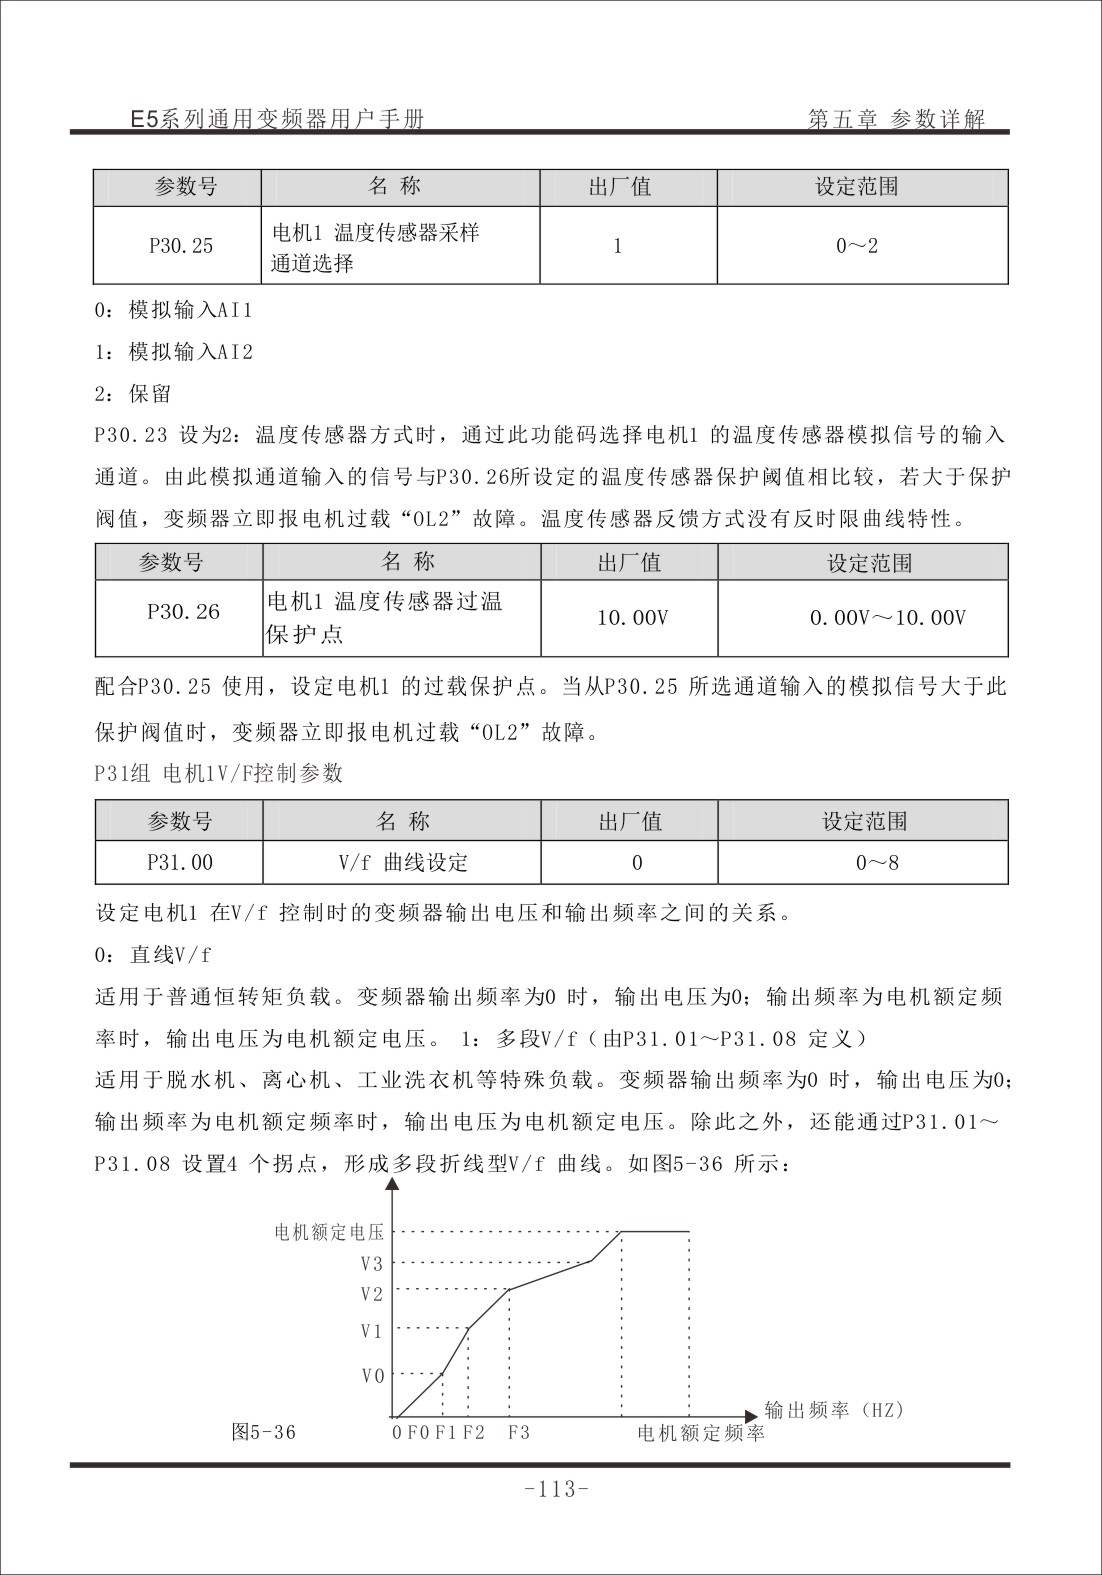 E5系列通用变频器用户手册 第五章 参数详解
参数号 名 称 出厂值 设定范围
P30.25 电机1 温度传感器采样 1 0～2
通道选择
0: 模拟输入AI1
1: 模拟输入AI2
2: 保留
P30.23 设为2: 温度传感器方式时，通过此功能码选择电机1 的温度传感器模拟信号的输入
通道。由此模拟通道输入的信号与P30.26所设定的温度传感器保护阈值相比较，若大于保护
阀值，变频器立即报电机过载“OL2”故障。温度传感器反馈方式没有反时限曲线特性。
参数号 名 称 出厂值 设定范围
P30.26 电机1 温度传感器过温 10.00V 0.00V～10.00V
保护点
配合P30.25 使用，设定电机1 的过载保护点。当从P30.25 所选通道输入的模拟信号大于此
保护阀值时，变频器立即报电机过载“OL2”故障。
P31组 电机1V/F控制参数
参数号 名 称 出厂值 设定范围
P31.00 V/f 曲线设定 0 0～8
设定电机1 在V/f 控制时的变频器输出电压和输出频率之间的关系。
0: 直线V/f
适用于普通恒转矩负载。变频器输出频率为0 时，输出电压为0; 输出频率为电机额定频
率时，输出电压为电机额定电压。 1: 多段V/f（由P31.01～P31.08 定义）
适用于脱水机、离心机、工业洗衣机等特殊负载。变频器输出频率为0 时，输出电压为0;
输出频率为电机额定频率时，输出电压为电机额定电压。除此之外，还能通过P31.01～
P31.08 设置4 个拐点，形成多段折线型V/f 曲线。如图5-36 所示:
电机额定电压
V3
V2
V1
V0
输出频率（HZ）
图5-36 0 F0 F1 F2 F3 电机额定频率
-113-